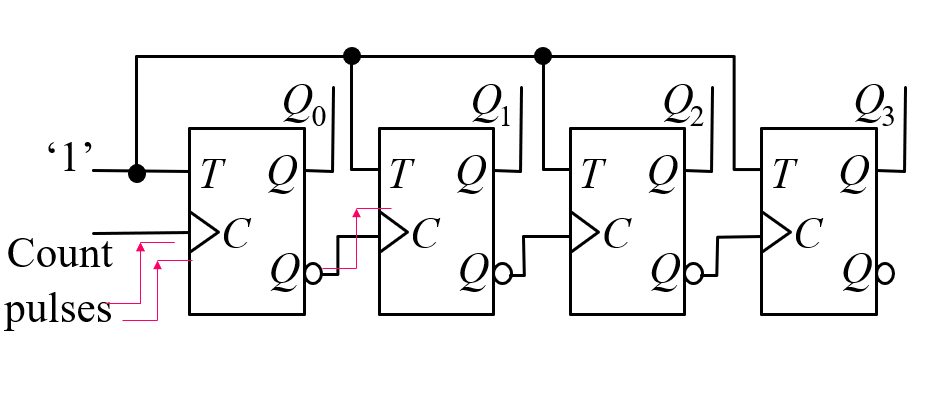 Q0 Q1 Q2 Q3
‘1’ T Q T Q T Q T Q
C C C C
Count
Q Q Q Q
pulses